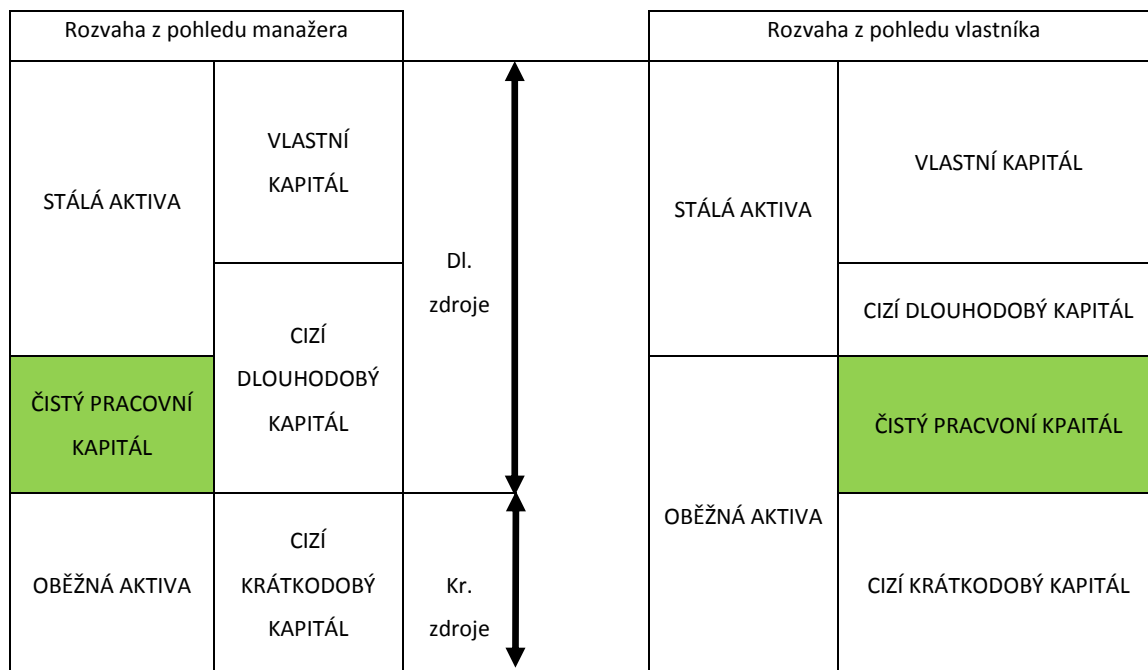 Rozvaha z pohledu manažera
Rozvaha z pohledu vlastníka
STÁLÁ AKTIVA
VLASTNÍ
KAPITÁL
Dl.
zdroje
CIZÍ
DLOUHODOBÝ
KAPITÁL
ČISTÝ PRACOVNÍ
KAPITÁL
OBĚŽNÁ AKTIVA
CIZÍ
KRÁTKODOBÝ
KAPITÁL
Kr.
zdroje
STÁLÁ AKTIVA
VLASTNÍ KAPITÁL
CIZÍ DLOUHODOBÝ KAPITÁL
ČISTÝ PRACVONÍ KPAITÁL
OBĚŽNÁ AKTIVA
CIZÍ KRÁTKODOBÝ KAPITÁL